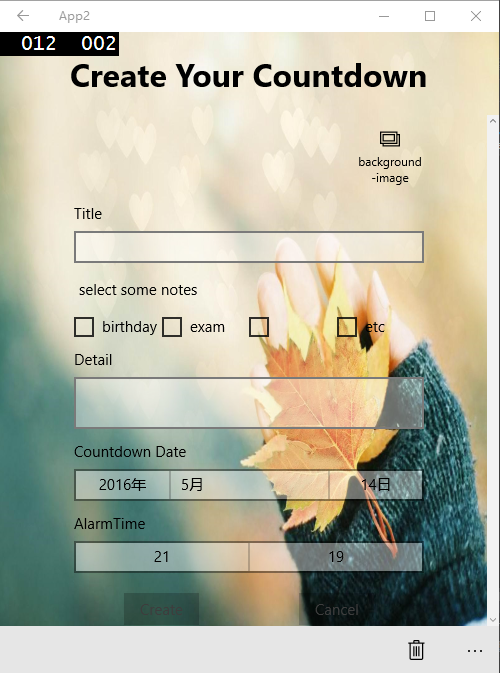 App2
012 002
Create Your Countdown
background
-image
Title
select some notes
birthday exam etc
Detail
Countdown Date
2016年 5月 14日
AlarmTime
21 19
Create Cancel